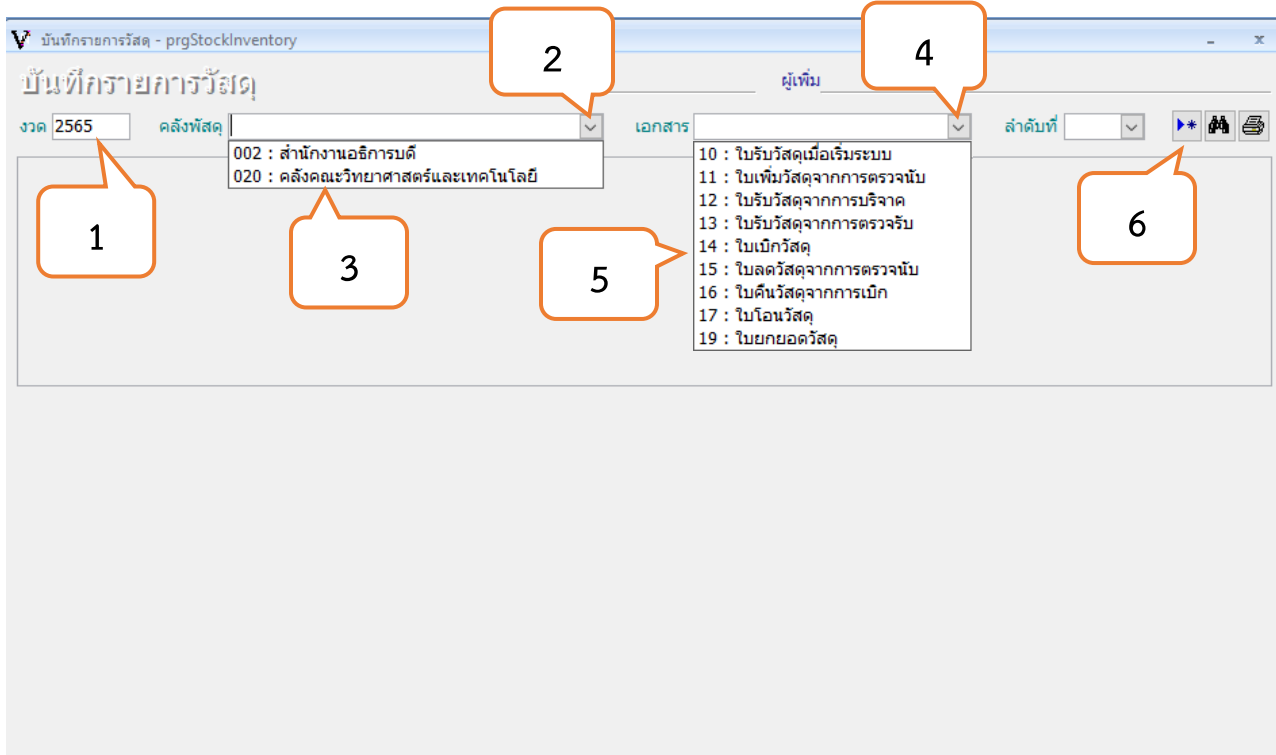 บันทึกรายการวัสดุ - prgStockInventory
บันทึกรายการวัสดุ
ผู้เพิ่ม
งวด 2565 คลังพัสดุ เอกสาร ลำดับที่
002 : สำนักงานอธิการบดี
020 : คลังคณะวิทยาศาสตร์และเทคโนโลยี
10 : ใบรับวัสดุเมื่อเริ่มระบบ
11 : ใบเพิ่มวัสดุจากการตรวจนับ
12 : ใบรับวัสดุจากการบริจาค
13 : ใบรับวัสดุจากการตรวจรับ
14 : ใบเบิกวัสดุ
15 : ใบลดวัสดุจากการตรวจนับ
16 : ใบคืนวัสดุจากการเบิก
17 : ใบโอนวัสดุ
19 : ใบยกยอดวัสดุ
1
2
3
4
5
6